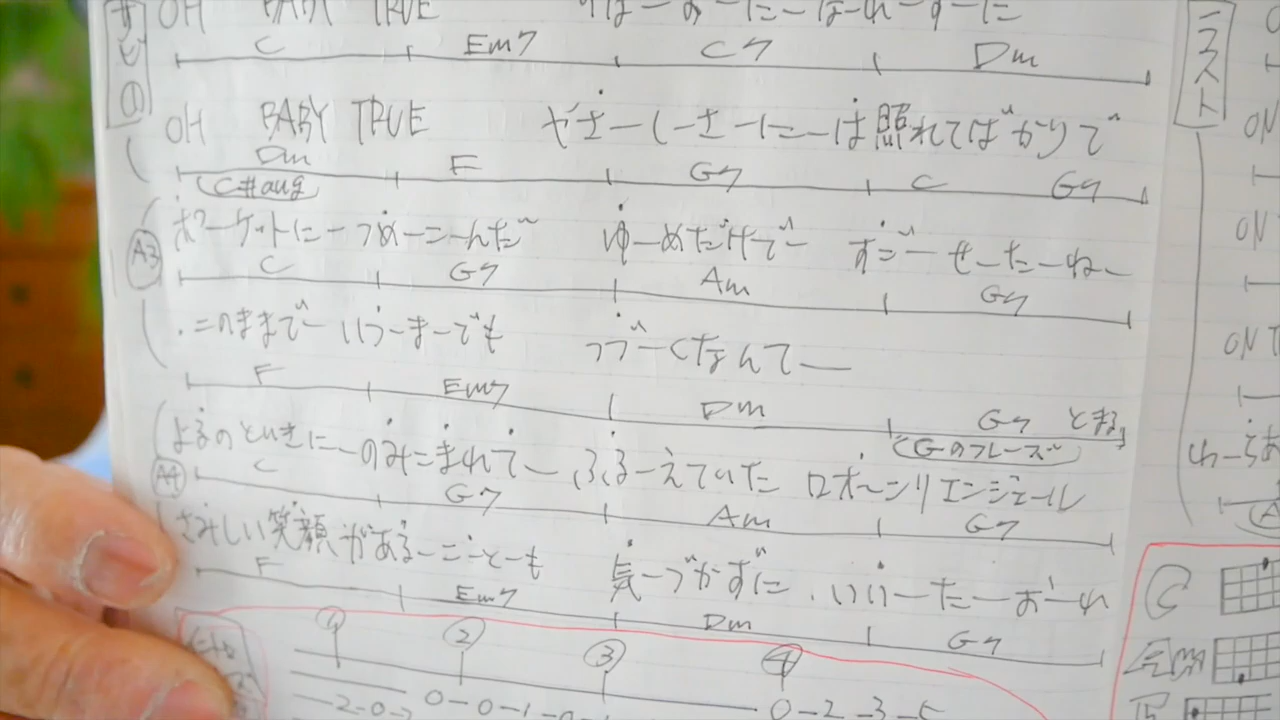 サビ①
OH BABY TRUE
C Em7 C7 Dm
OH BABY TRUE やさーしーさーにーは照れてばかりで
Dm F G7 C G7
(C#aug)
A3
ポケットにーつめーこーんだ ゆーめだけでー すごーせーたーねー
C G7 Am G7
このままでー いつーまーでも つづーくなんてー
F Em7 Dm G7 とまる
(Gのフレーズ)
A4
よるのといきにーのみこまれてー ふるーえていた ロオーンリエンジェール
C G7 Am G7
さみしい笑顔があるーことーも 気ーづかずに、いいーたーおーれ
F Em7 Dm G7
① ② ③ ④
0-2-3-5
ラスト
ON
ON
ON T
C
Em
F